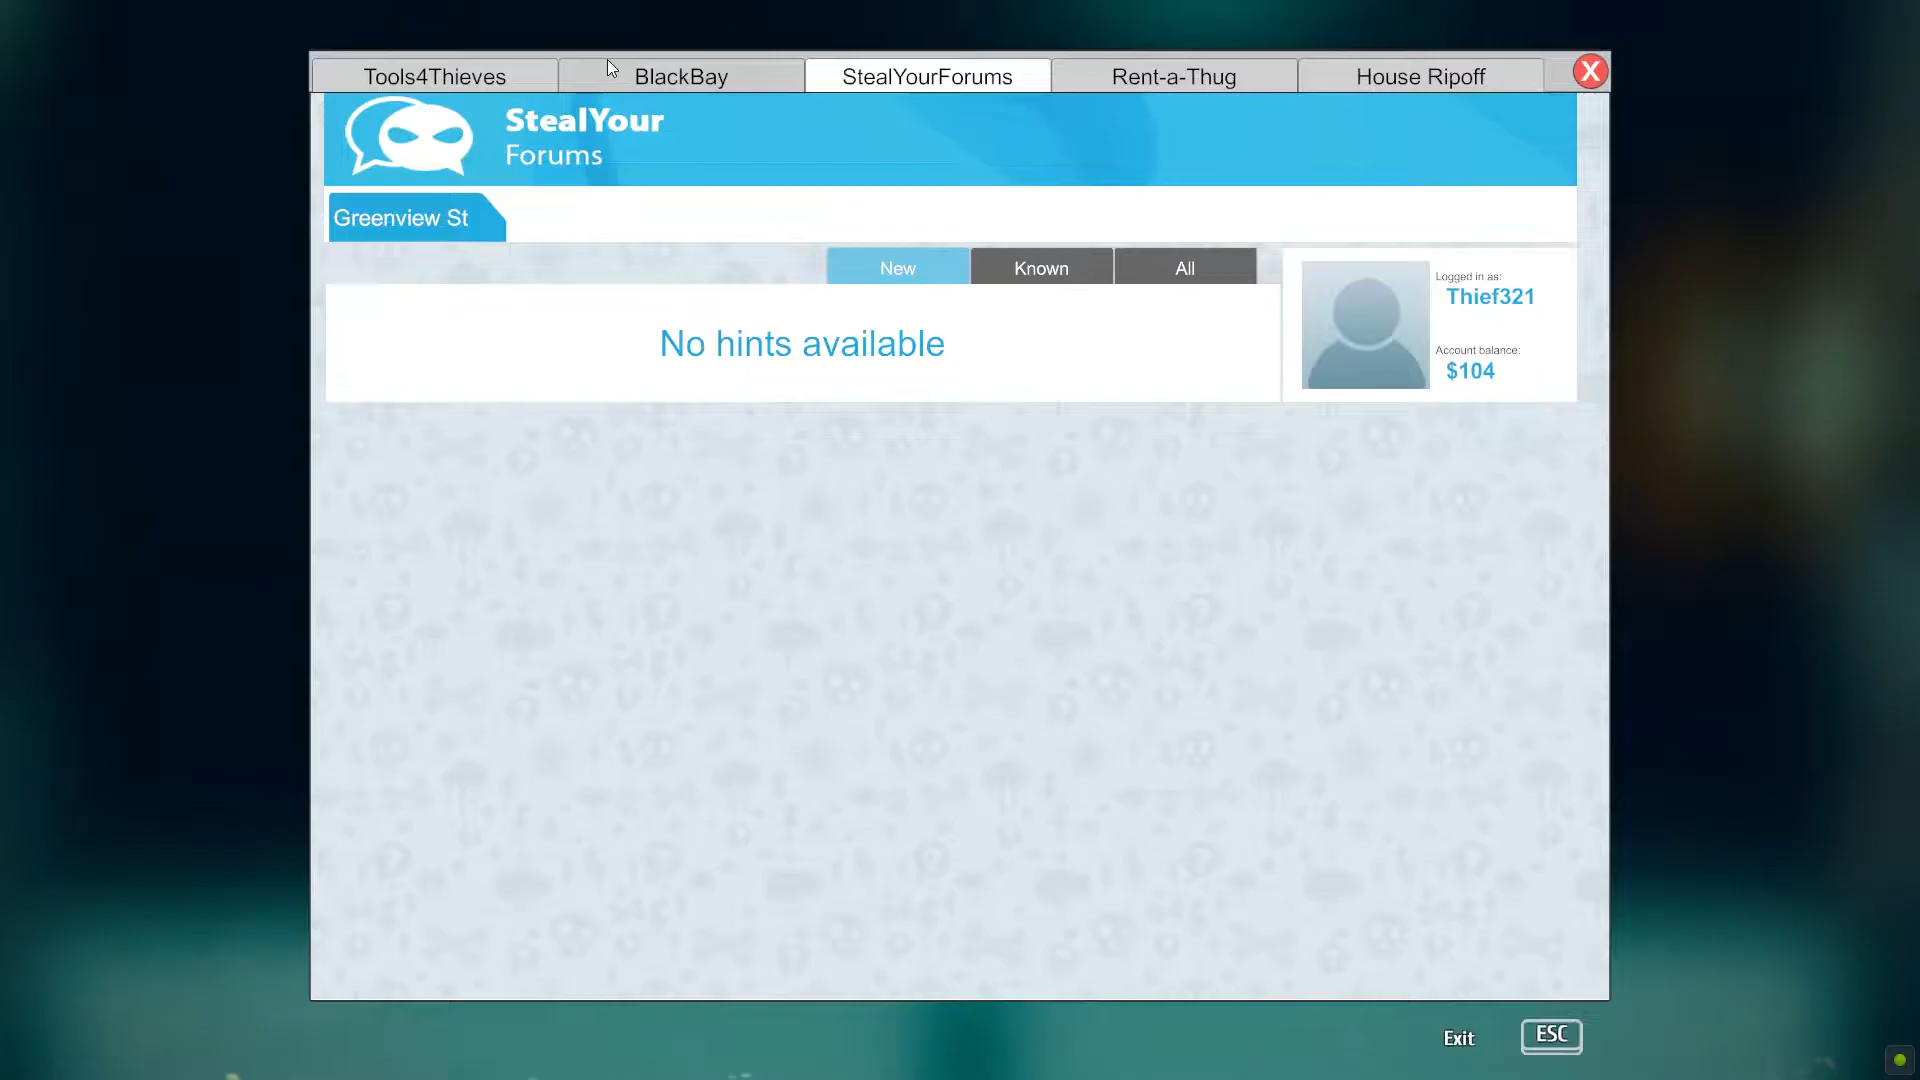 Tools4Thieves BlackBay StealYourForums Rent-a-Thug House Ripoff X
StealYour
Forums
Greenview St
New Known All
No hints available
Logged in as:
Thief321
Account balance:
$104
Exit ESC